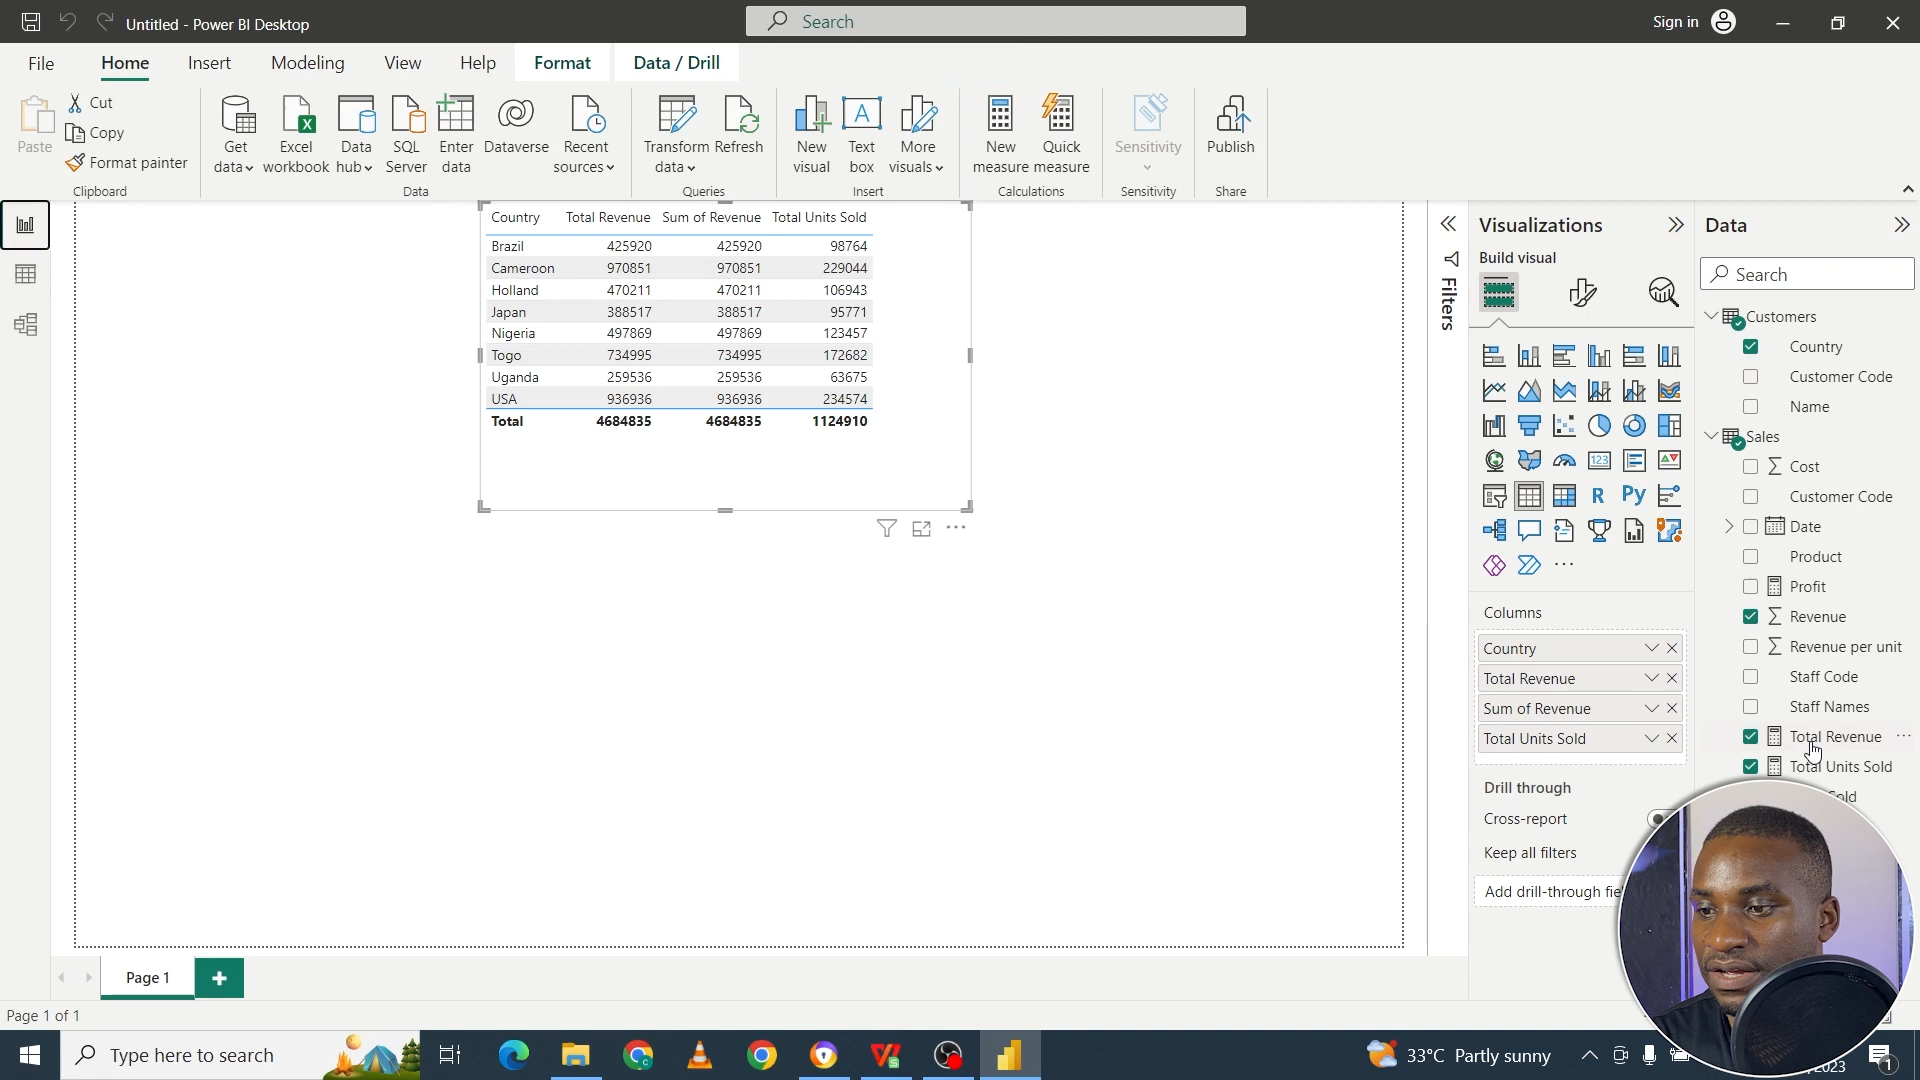 Untitled - Power BI Desktop
Search
Sign in
File
Home
Insert
Modeling
View
Help
Format
Data / Drill
Paste
Cut
Copy
Format painter
Clipboard
Get data
Excel workbook
Data hub
SQL Server
Enter data
Dataverse
Recent sources
Data
Transform data
Refresh
Queries
New visual
Text box
More visuals
Insert
New measure
Quick measure
Calculations
Sensitivity
Sensitivity
Publish
Share
Country Total Revenue Sum of Revenue Total Units Sold
Brazil 425920 425920 98764
Cameroon 970851 970851 229044
Holland 470211 470211 106943
Japan 388517 388517 95771
Nigeria 497869 497869 123457
Togo 734995 734995 172682
Uganda 259536 259536 63675
USA 936936 936936 234574
Total 4684835 4684835 1124910
Filters
Visualizations
Build visual
123
R
Py
Columns
Country
Total Revenue
Sum of Revenue
Total Units Sold
Drill through
Cross-report
Keep all filters
Add drill-through
Data
Search
Customers
Country
Customer Code
Name
Sales
Cost
Customer Code
Date
Product
Profit
Revenue
Revenue per unit
Staff Code
Staff Names
Total Revenue
Total Units Sold
Page 1
Page 1 of 1
Type here to search
33°C Partly sunny
2023
1